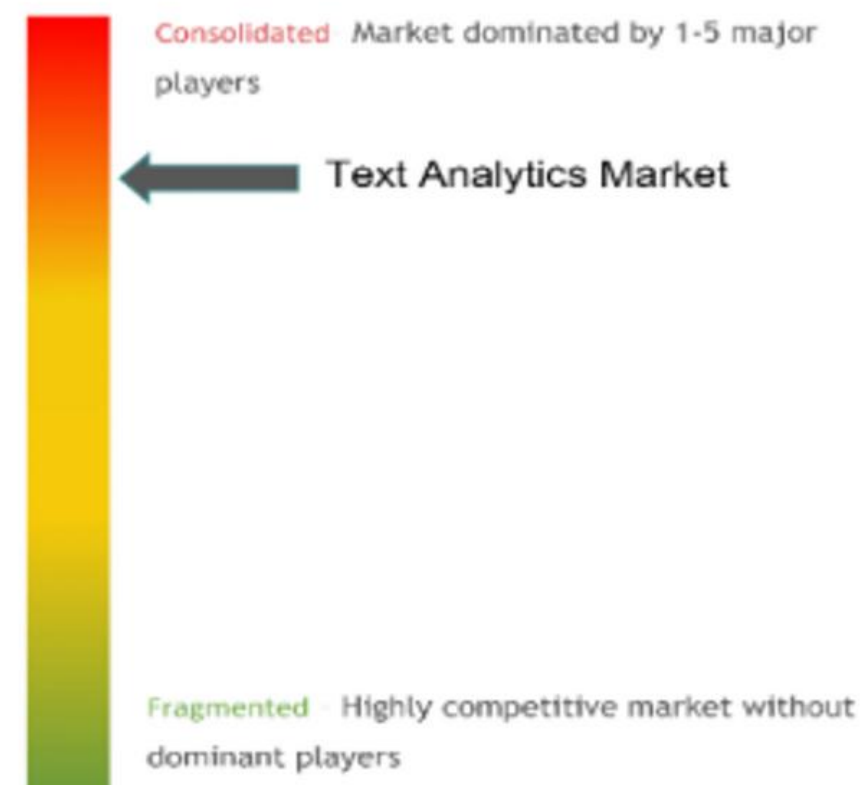 Consolidated - Market dominated by 1-5 major
players
Text Analytics Market
Fragmented - Highly competitive market without
dominant players